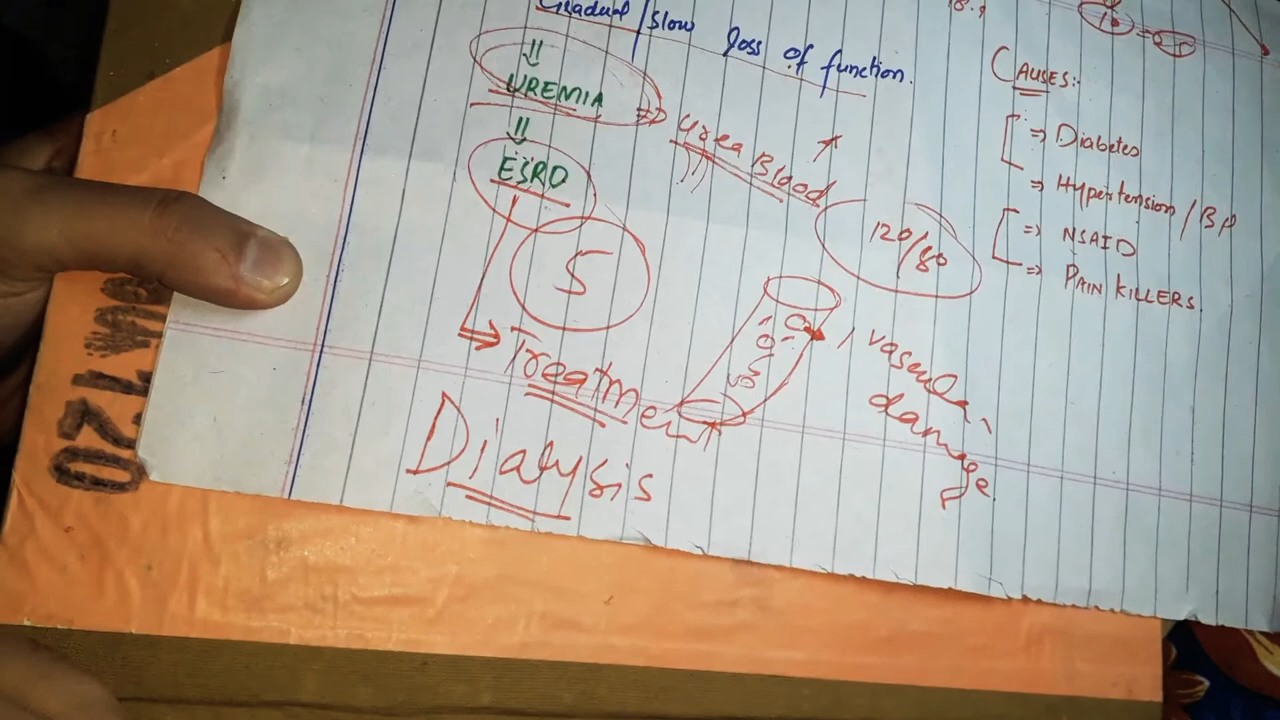 Gradual/Slow loss of function.
⇓
UREMIA
⇒ Urea Blood
⇓
ESRD
5
⇒ Treatment
Dialysis
120/80
vascular
damage
CAUSES:-
⇒ Diabetes
⇒ Hypertension/BP
⇒ NSAID
⇒ PAIN KILLERS.
120